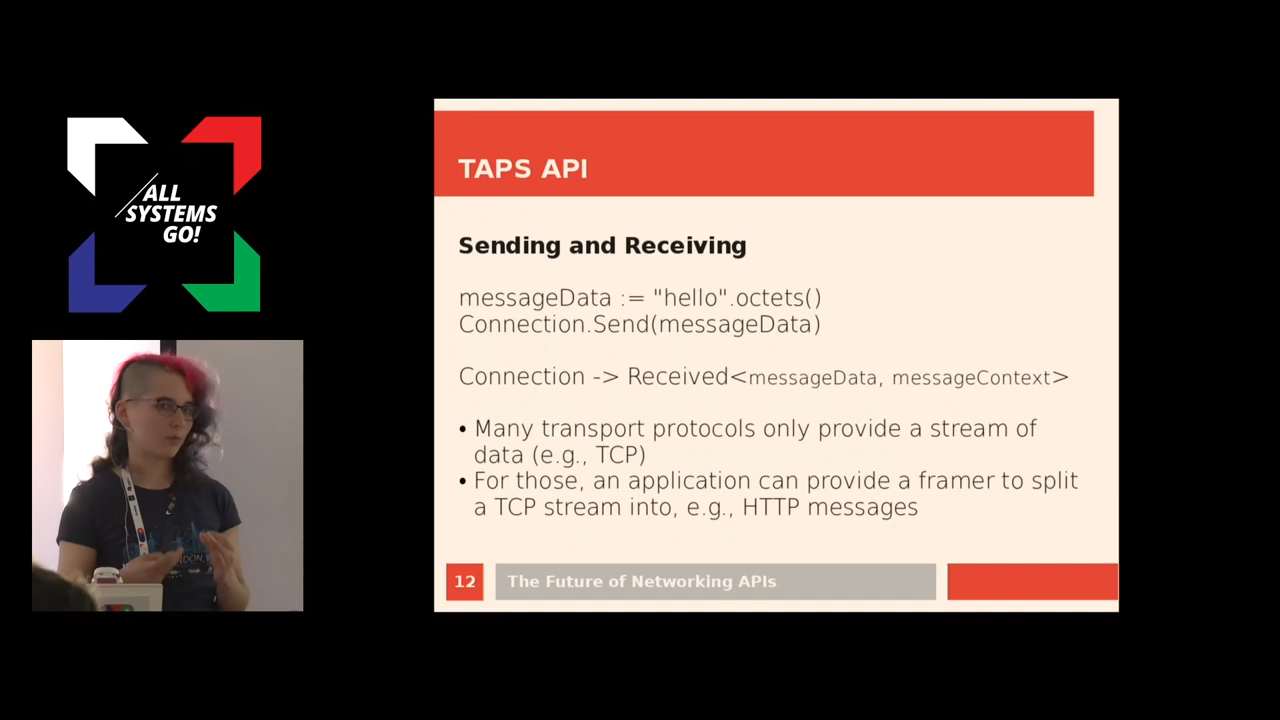 ALL
SYSTEMS
GO!
TAPS API
Sending and Receiving
messageData := "hello".octets()
Connection.Send(messageData)
Connection -> Received<messageData, messageContext>
• Many transport protocols only provide a stream of
data (e.g., TCP)
• For those, an application can provide a framer to split
a TCP stream into, e.g., HTTP messages
12
The Future of Networking APIs